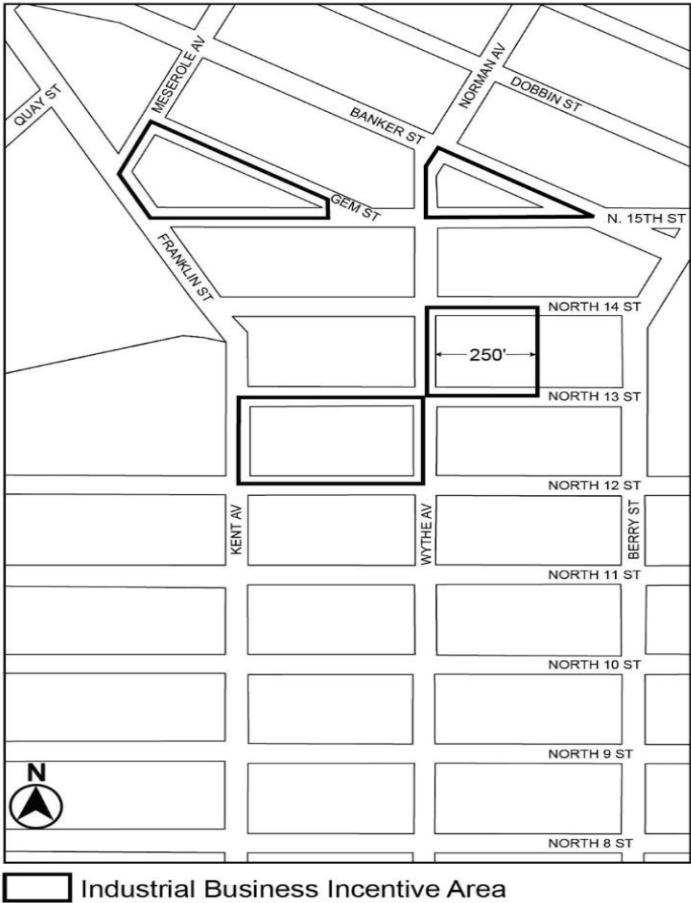 MESEROLE AV
NORMAN AV
QUAY ST
DOBBIN ST
BANKER ST
GEM ST
N. 15TH ST
FRANKLIN ST
NORTH 14 ST
250'
NORTH 13 ST
NORTH 12 ST
KENT AV
WYTHE AV
BERRY ST
NORTH 11 ST
NORTH 10 ST
NORTH 9 ST
N
NORTH 8 ST
Industrial Business Incentive Area